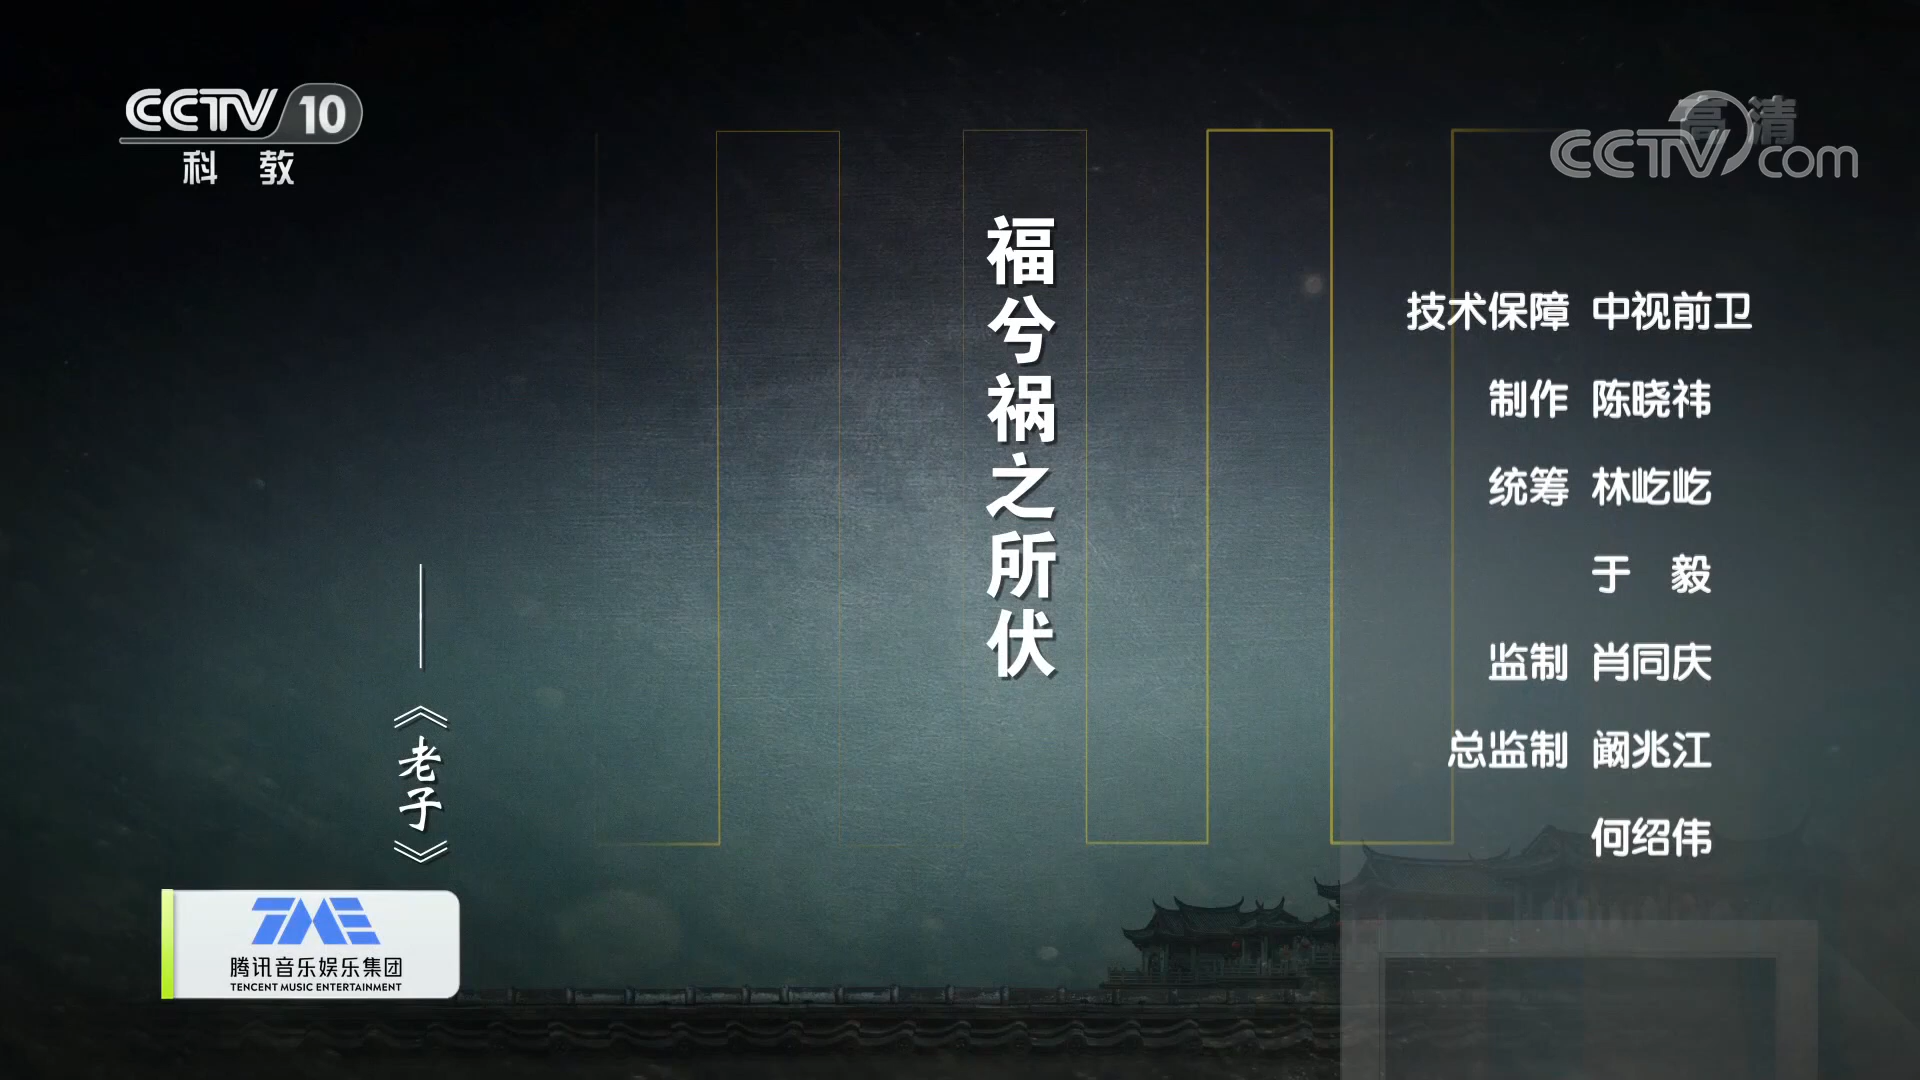 CCTV 10
科 教
高清
CCTV com
福兮祸之所伏
——《老子》
技术保障 中视前卫
制作 陈晓祎
统筹 林屹屹
于 毅
监制 肖同庆
总监制 阚兆江
何绍伟
TME
腾讯音乐娱乐集团
TENCENT MUSIC ENTERTAINMENT